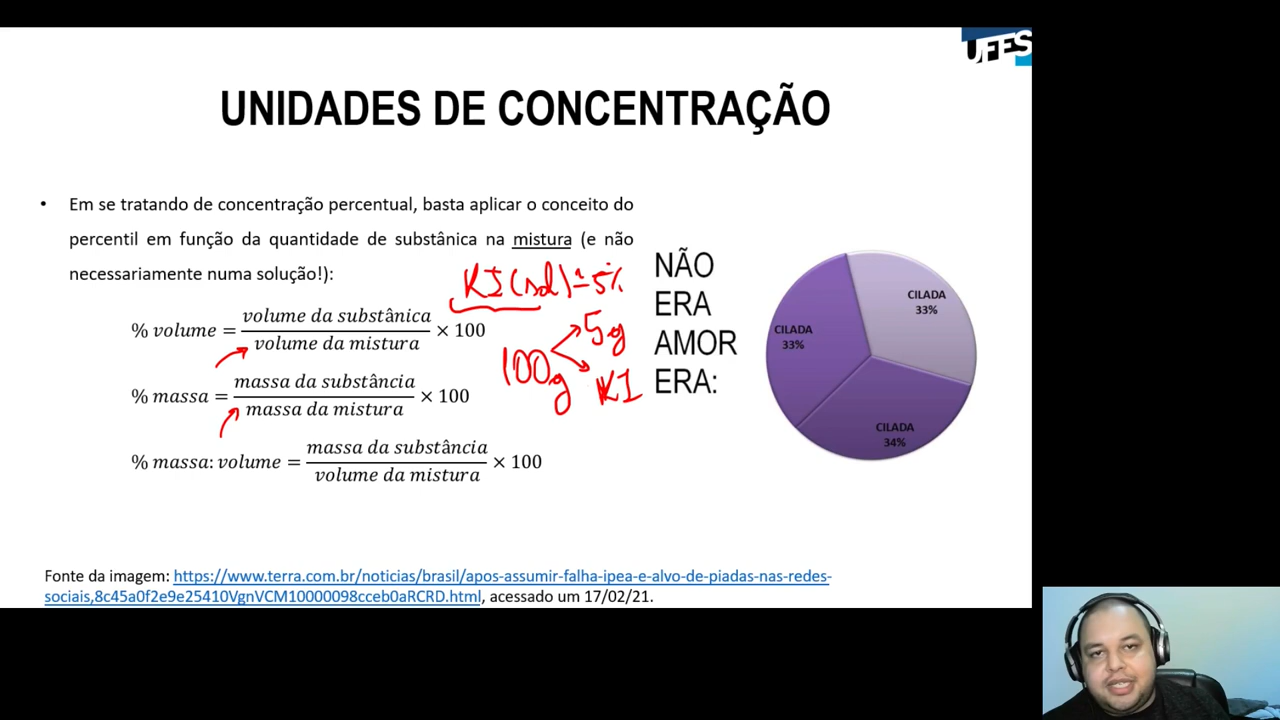 UFES
UNIDADES DE CONCENTRAÇÃO
• Em se tratando de concentração percentual, basta aplicar o conceito do
percentil em função da quantidade de substânica na mistura (e não
necessariamente numa solução!):
% volume = volume da substânica / volume da mistura × 100
% massa = massa da substância / massa da mistura × 100
% massa: volume = massa da substância / volume da mistura × 100
KI (sol) = 5%
100g
5g
KI
NÃO
ERA
AMOR
ERA:
CILADA
33%
CILADA
33%
CILADA
34%
Fonte da imagem: https://www.terra.com.br/noticias/brasil/apos-assumir-falha-ipea-e-alvo-de-piadas-nas-redes-
sociais,8c45a0f2e9e25410VgnVCM10000098cceb0aRCRD.html, acessado um 17/02/21.